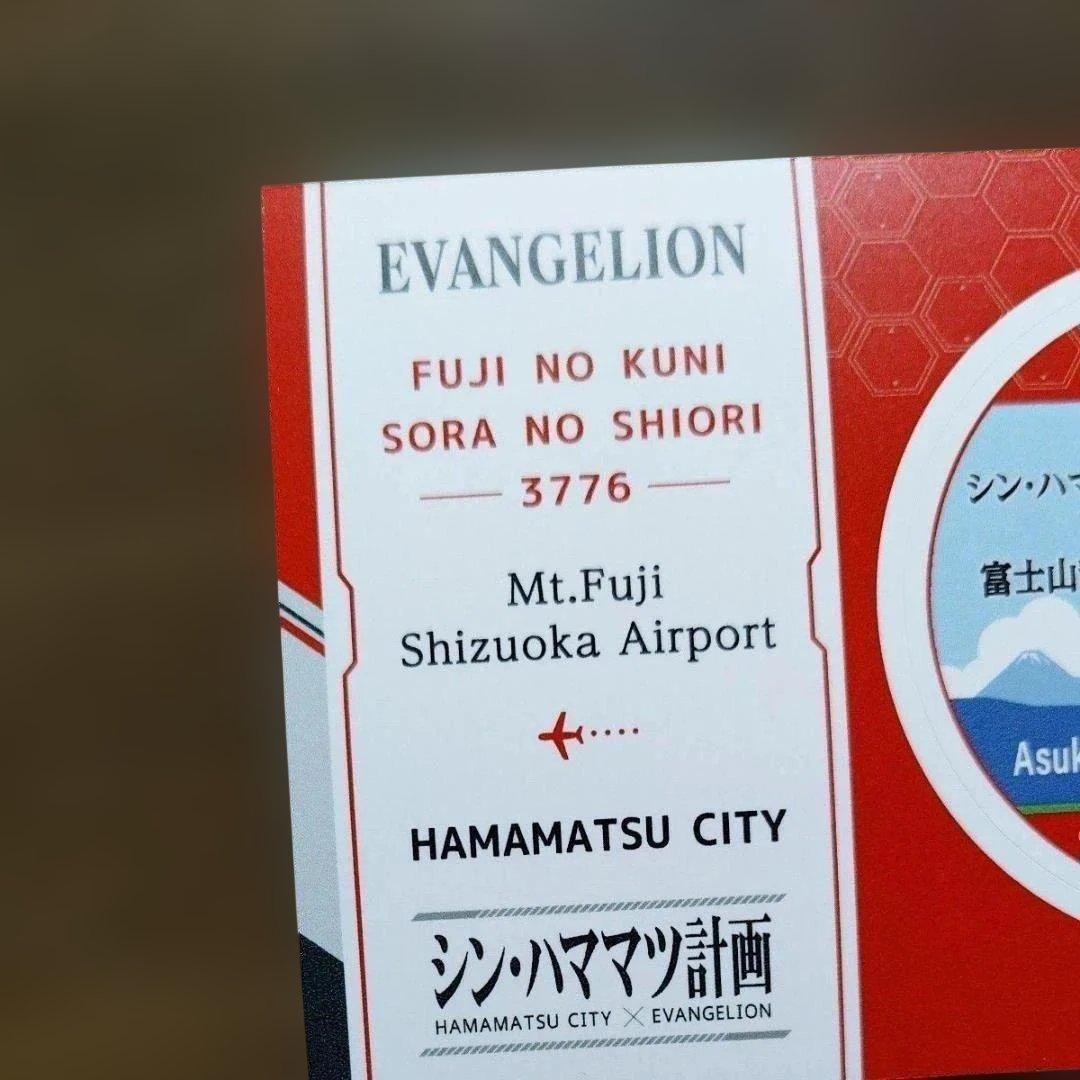 EVANGELION
FUJI NO KUNI
SORA NO SHIORI
3776
Mt.Fuji
Shizuoka Airport
HAMAMATSU CITY
シン・ハママツ計画
HAMAMATSU CITY × EVANGELION
シン・ハマ
富士山
Asuk